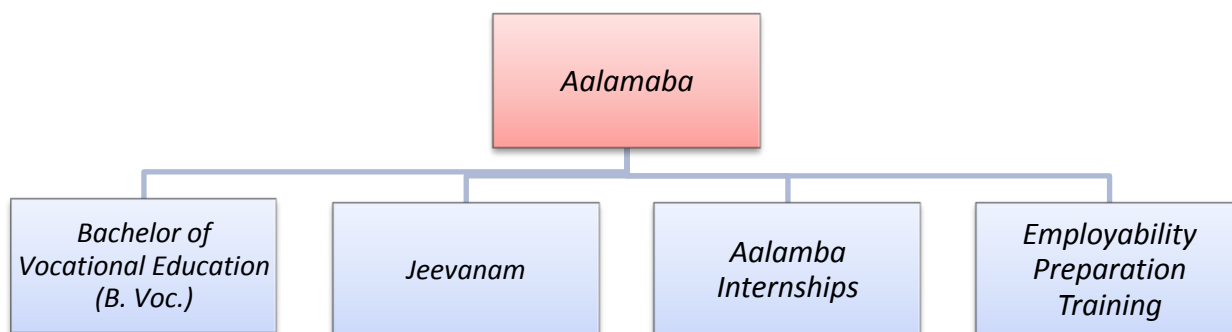 Aalamaba
Bachelor of
Vocational Education
(B. Voc.)
Jeevanam
Aalamba
Internships
Employability
Preparation
Training